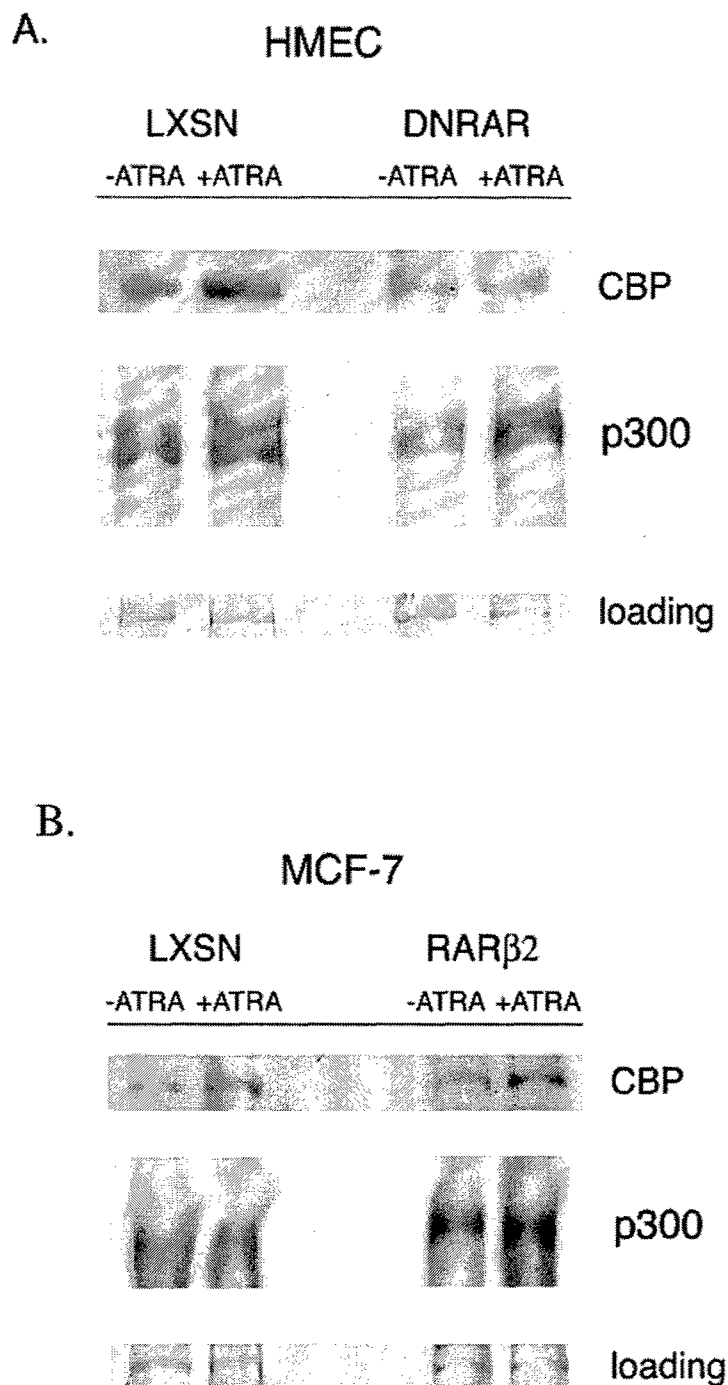 A.
HMEC
LXSN DNRAR
-ATRA +ATRA -ATRA +ATRA
CBP
p300
loading
B.
MCF-7
LXSN RARβ2
-ATRA +ATRA -ATRA +ATRA
CBP
p300
loading